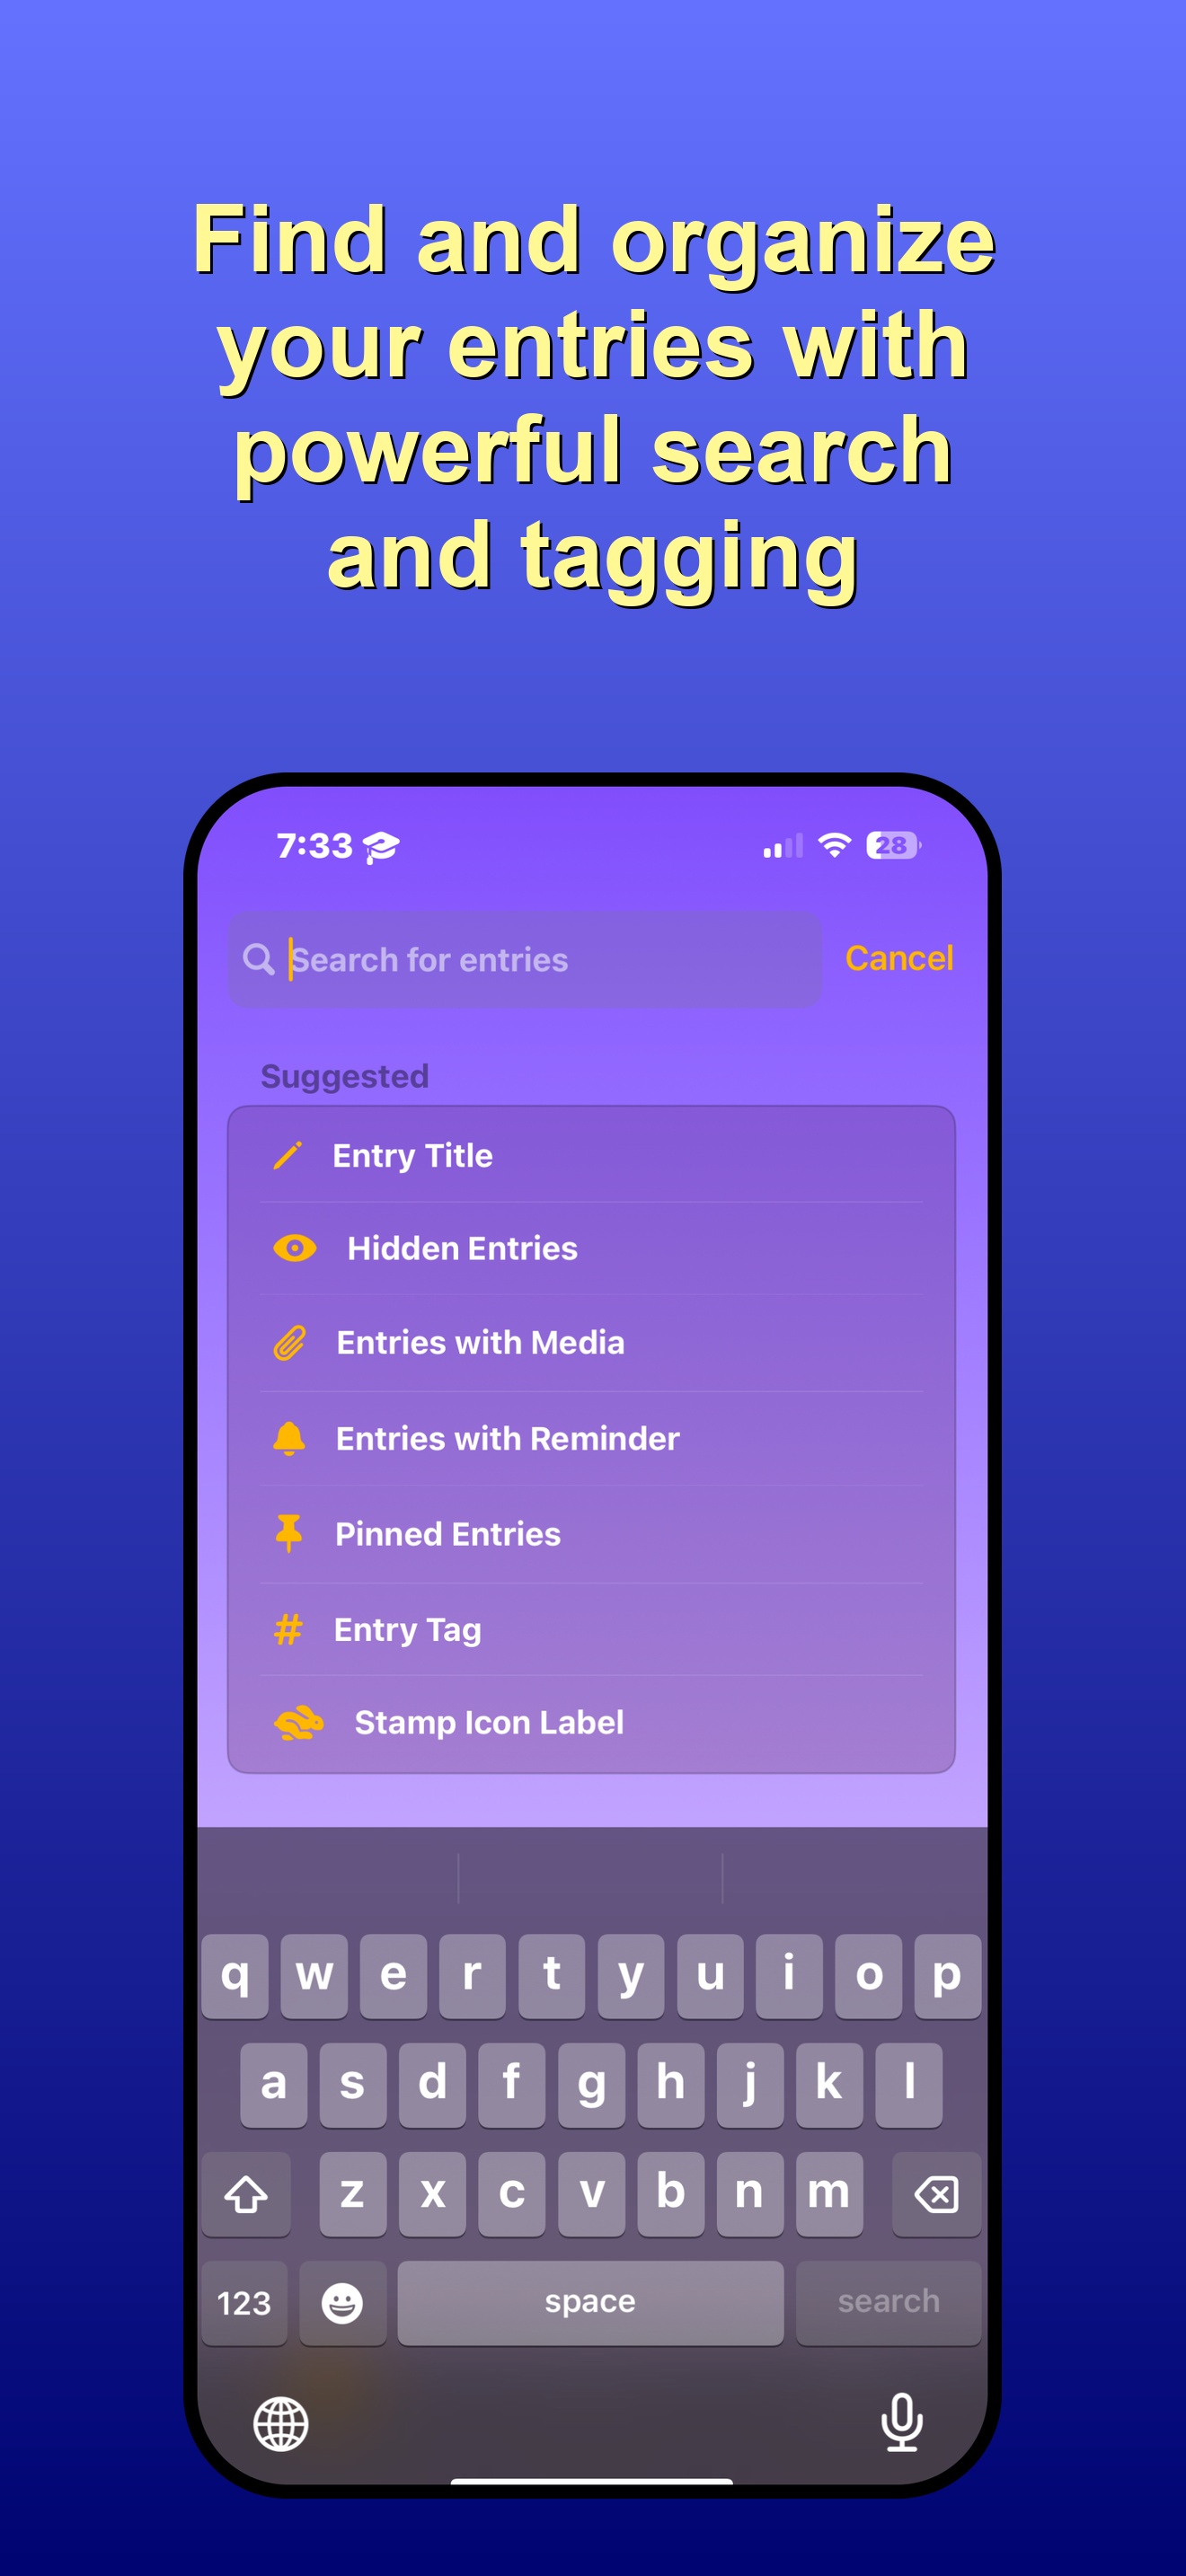 Find and organize
your entries with
powerful search
and tagging
7:33
28
Search for entries
Cancel
Suggested
Entry Title
Hidden Entries
Entries with Media
Entries with Reminder
Pinned Entries
# Entry Tag
Stamp Icon Label
q w e r t y u i o p
a s d f g h j k l
z x c v b n m
123 space search